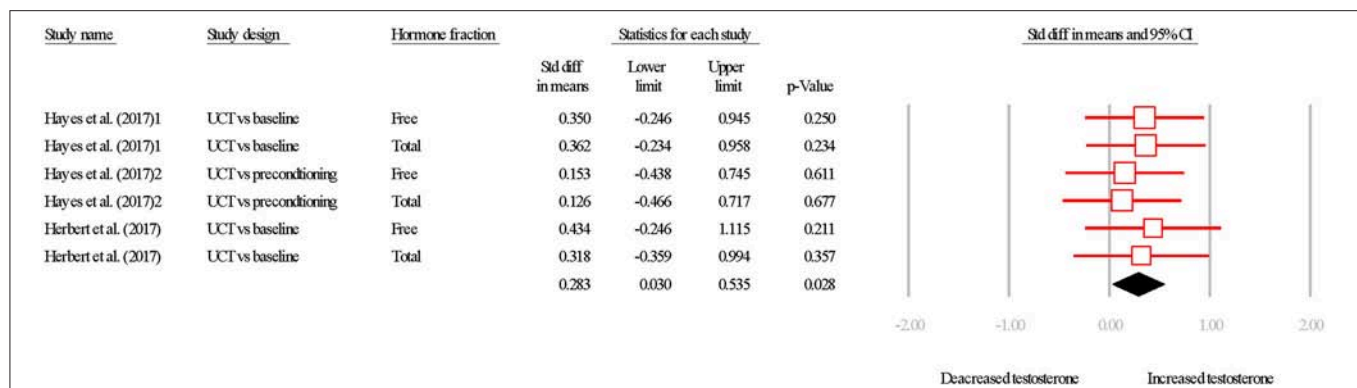 Study name Study design Hormone fraction Statistics for each study Std diff in means and 95% CI
Std diff in means Lower limit Upper limit p-Value
Hayes et al. (2017)1 UCT vs baseline Free 0.350 -0.246 0.945 0.250
Hayes et al. (2017)1 UCT vs baseline Total 0.362 -0.234 0.958 0.234
Hayes et al. (2017)2 UCT vs precondtioning Free 0.153 -0.438 0.745 0.611
Hayes et al. (2017)2 UCT vs precondtioning Total 0.126 -0.466 0.717 0.677
Herbert et al. (2017) UCT vs baseline Free 0.434 -0.246 1.115 0.211
Herbert et al. (2017) UCT vs baseline Total 0.318 -0.359 0.994 0.357
0.283 0.030 0.535 0.028
-2.00 -1.00 0.00 1.00 2.00
Deacreased testosterone Increased testosterone